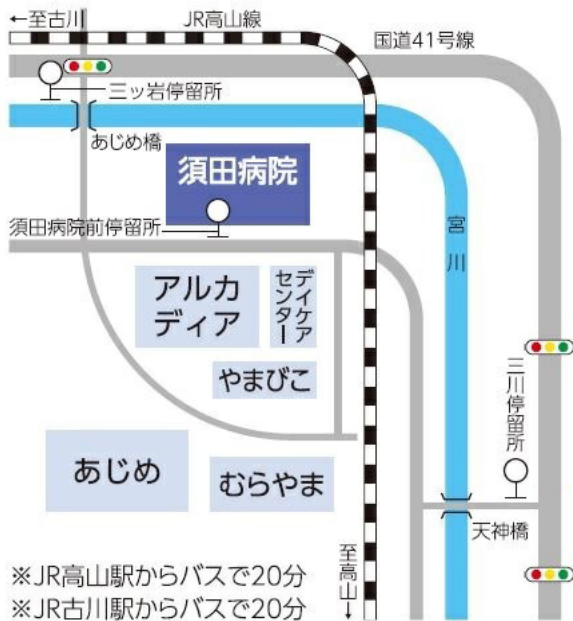 ←至古川
JR高山線
国道41号線
三ッ岩停留所
あじめ橋
須田病院
須田病院前停留所
宮川
アルカ
ディア
デイケア
センター
やまびこ
三川停留所
あじめ
むらやま
天神橋
至高山→
※JR高山駅からバスで20分
※JR古川駅からバスで20分